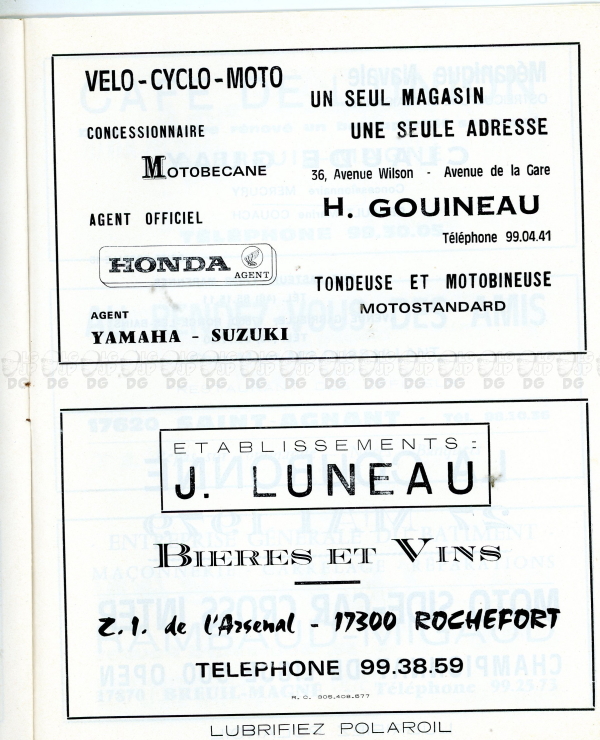 VELO - CYCLO - MOTO
CONCESSIONNAIRE
MOTOBECANE
AGENT OFFICIEL
HONDA
AGENT
AGENT
YAMAHA - SUZUKI
UN SEUL MAGASIN
UNE SEULE ADRESSE
36, Avenue Wilson - Avenue de la Gare
H. GOUINEAU
Téléphone 99.04.41
TONDEUSE ET MOTOBINEUSE
MOTOSTANDARD
ETABLISSEMENTS :
J. LUNEAU
BIERES ET VINS
Z.I. de l'Arsenal - 17300 ROCHEFORT
TELEPHONE 99.38.59
LUBRIFIEZ POLAROIL